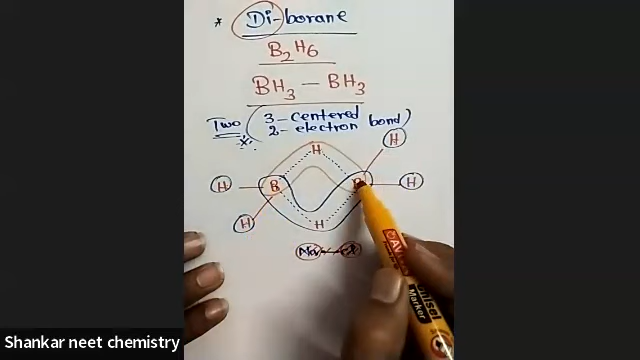 * Di-borane
B2H6
BH3 - BH3
Two (3-centered
2-electron bond)
*
H
H
H B B H
H
H
Shankar neet chemistry